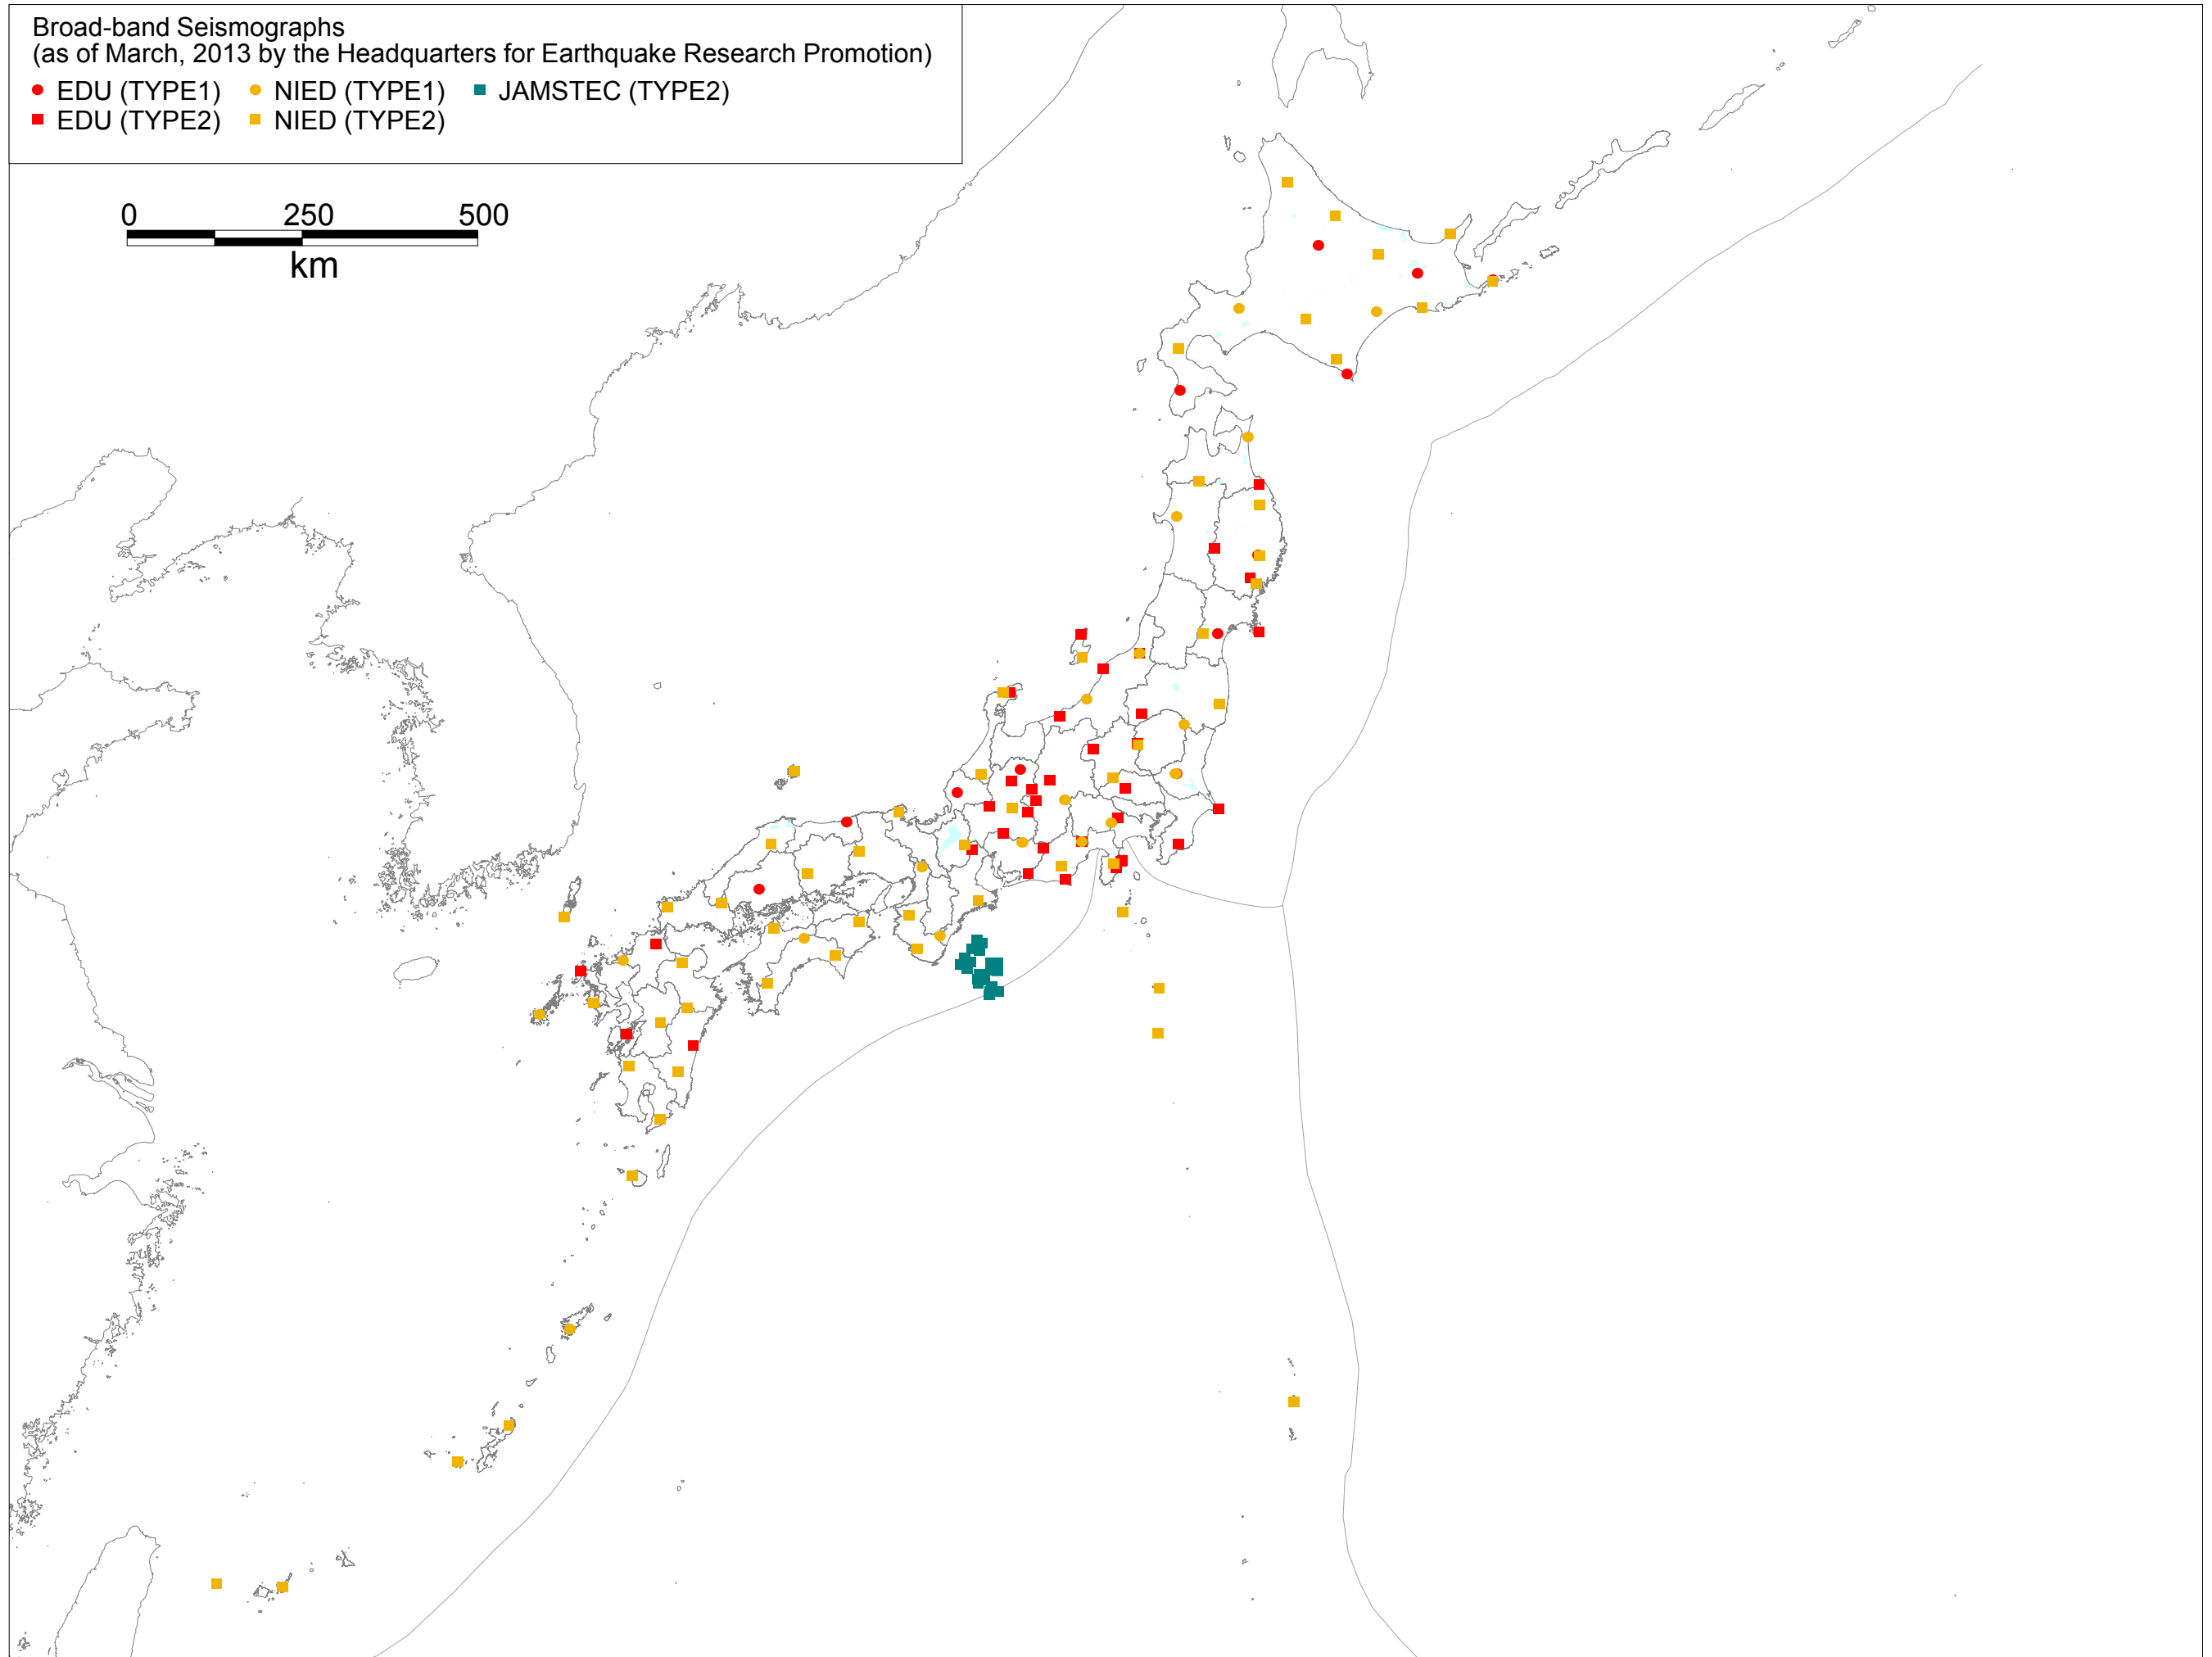 Broad-band Seismographs
(as of March, 2013 by the Headquarters for Earthquake Research Promotion)
EDU (TYPE1) NIED (TYPE1) JAMSTEC (TYPE2)
EDU (TYPE2) NIED (TYPE2)
0 250 500
km